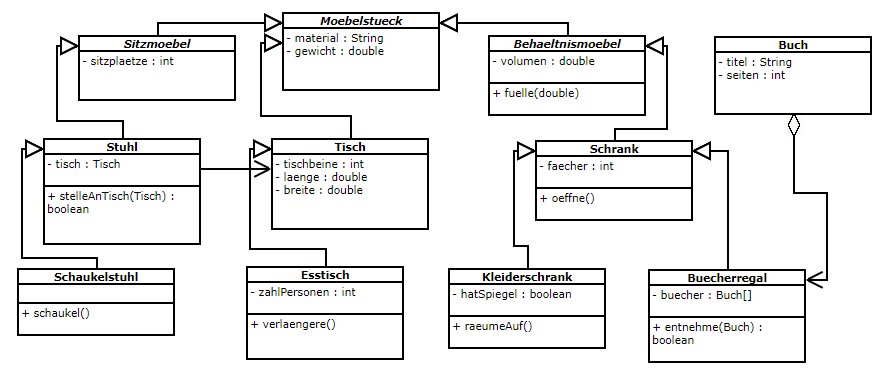 Moebelstueck
- material : String
- gewicht : double
Sitzmoebel
- sitzplaetze : int
Behaeltnismoebel
- volumen : double
+ fuelle(double)
Buch
- titel : String
- seiten : int
Stuhl
- tisch : Tisch
+ stelleAnTisch(Tisch) :
boolean
Tisch
- tischbeine : int
- laenge : double
- breite : double
Schrank
- faecher : int
+ oeffne()
Schaukelstuhl
+ schaukel()
Esstisch
- zahlPersonen : int
+ verlaengere()
Kleiderschrank
- hatSpiegel : boolean
+ raeumeAuf()
Buecherregal
- buecher : Buch[]
+ entnehme(Buch) :
boolean